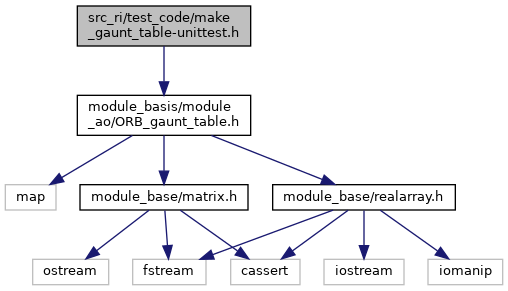 src_ri/test_code/make
_gaunt_table-unittest.h
module_basis/module
_ao/ORB_gaunt_table.h
map
module_base/matrix.h
module_base/realarray.h
ostream
fstream
cassert
iostream
iomanip